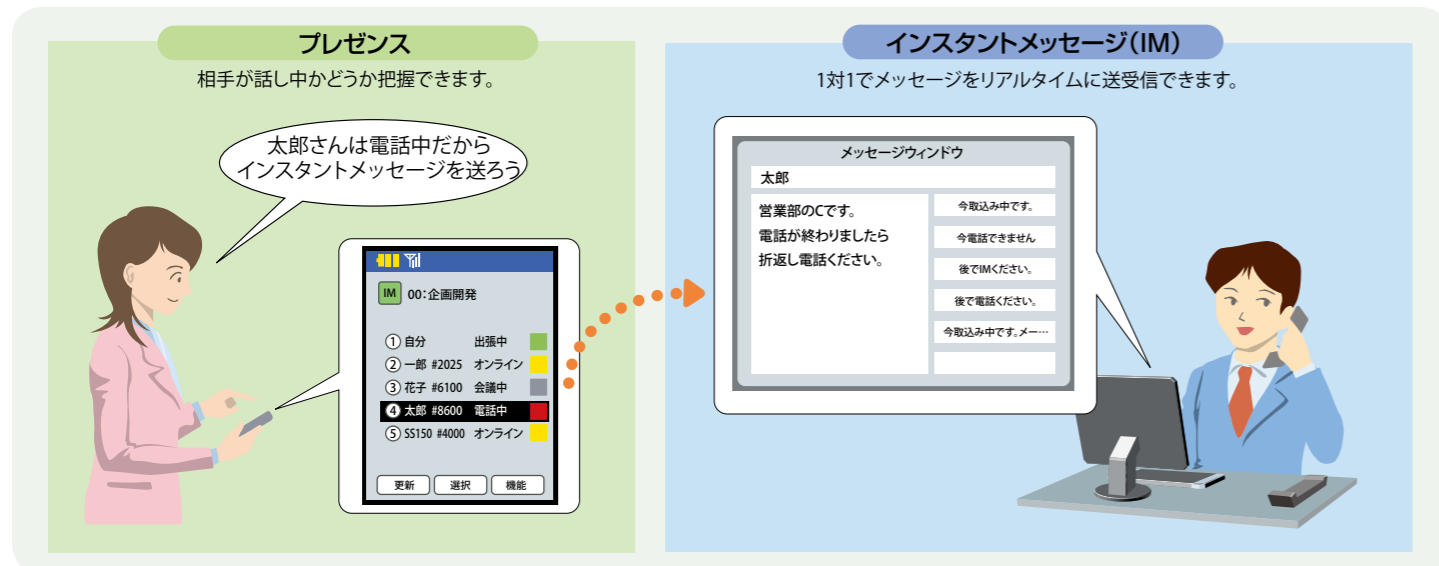 プレゼンス
相手が話し中かどうか把握できます。
太郎さんは電話中だから
インスタントメッセージを送ろう
IM 00:企画開発
① 自分 出張中
② 一郎 #2025 オンライン
③ 花子 #6100 会議中
④ 太郎 #8600 電話中
⑤ SS150 #4000 オンライン
更新 選択 機能
インスタントメッセージ(IM)
1対1でメッセージをリアルタイムに送受信できます。
メッセージウィンドウ
太郎
営業部のCです。
電話が終わりましたら
折返し電話ください。
今取込み中です。
今電話できません
後でIMください。
後で電話ください。
今取込み中です。メー…